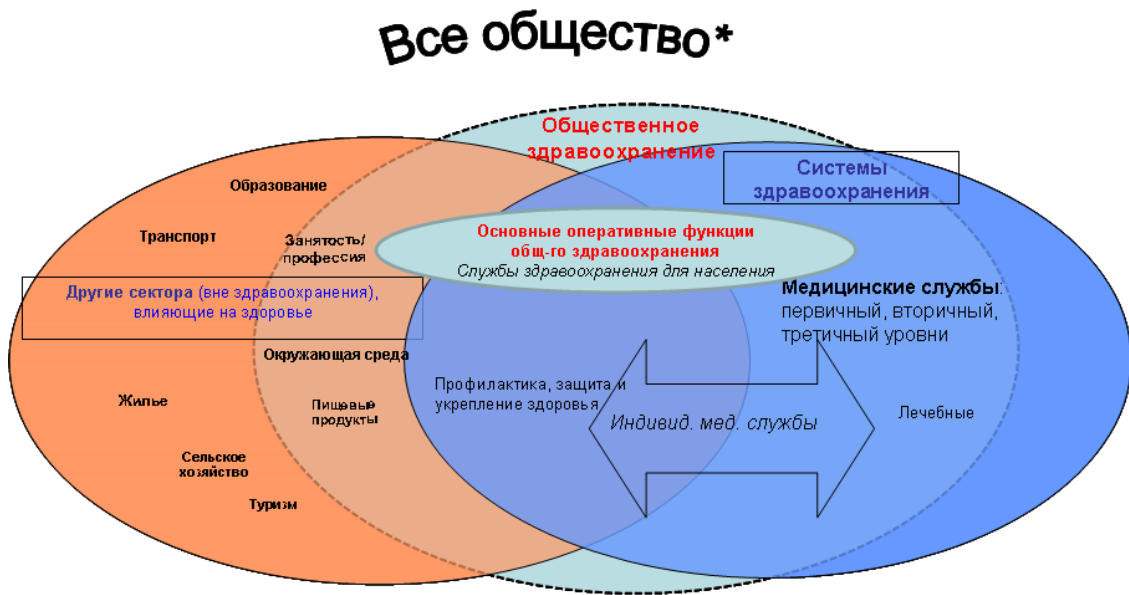 Все общество*
Общественное
здравоохранение
Системы
здравоохранения
Образование
Транспорт
Занятость/
профессия
Основные оперативные функции
общ-го здравоохранения
Службы здравоохранения для населения
Другие сектора (вне здравоохранения),
влияющие на здоровье
Медицинские службы:
первичный, вторичный,
третичный уровни
Окружающая среда
Жилье
Пищевые
продукты
Профилактика, защита и
укрепление здоровья
Индивид. мед. службы
Лечебные
Сельское
хозяйство
Туризм